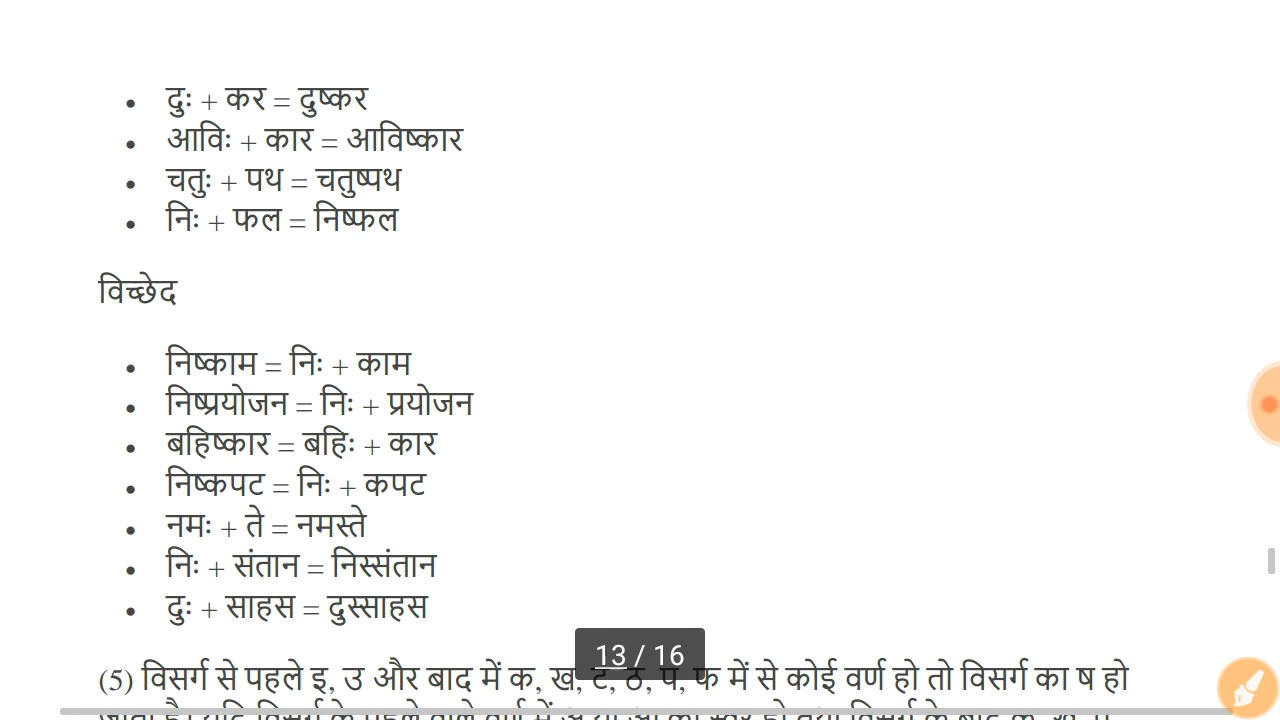 • दुः + कर = दुष्कर
• आविः + कार = आविष्कार
• चतुः + पथ = चतुष्पथ
• निः + फल = निष्फल
विच्छेद
• निष्काम = निः + काम
• निष्प्रयोजन = निः + प्रयोजन
• बहिष्कार = बहिः + कार
• निष्कपट = निः + कपट
• नमः + ते = नमस्ते
• निः + संतान = निस्संतान
• दुः + साहस = दुस्साहस
13 / 16
(5) विसर्ग से पहले इ, उ और बाद में क, ख, ट, ठ, प, फ में से कोई वर्ण हो तो विसर्ग का ष हो